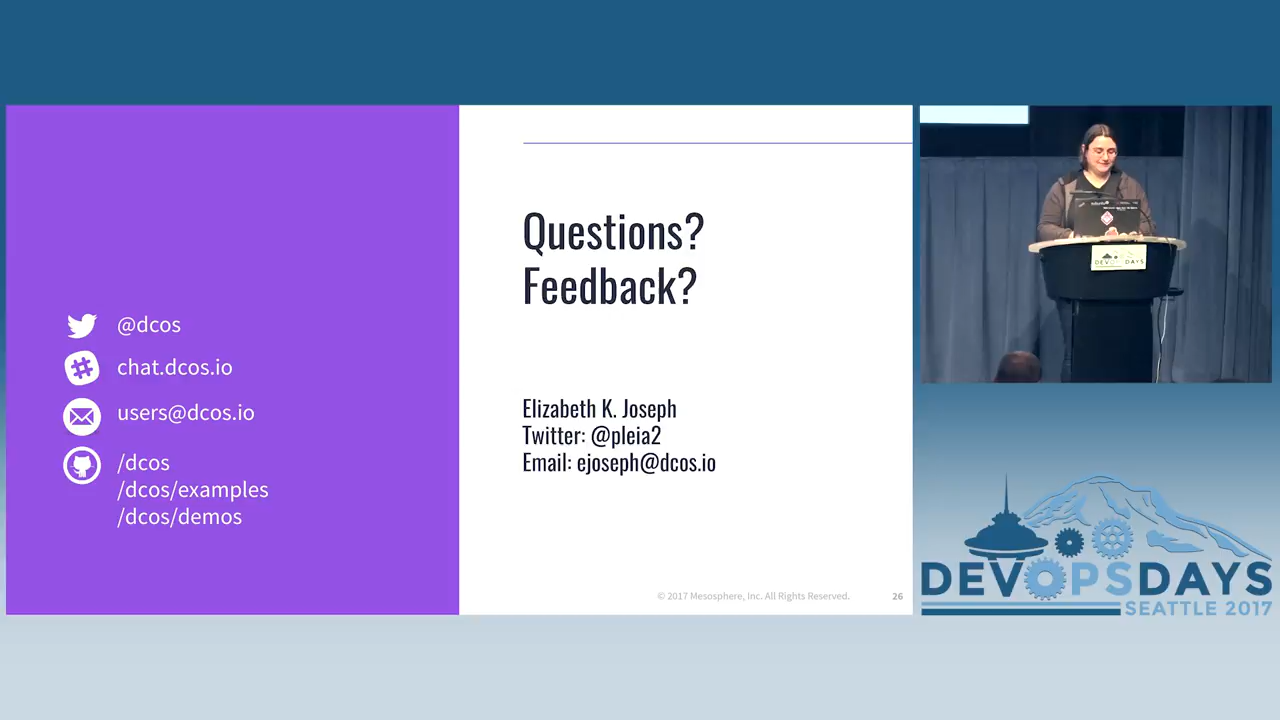 @dcos
chat.dcos.io
users@dcos.io
/dcos
/dcos/examples
/dcos/demos
Questions?
Feedback?
Elizabeth K. Joseph
Twitter: @pleia2
Email: ejoseph@dcos.io
© 2017 Mesosphere, Inc. All Rights Reserved.
26
DEVOPSDAYS
DEVOPSDAYS
SEATTLE 2017